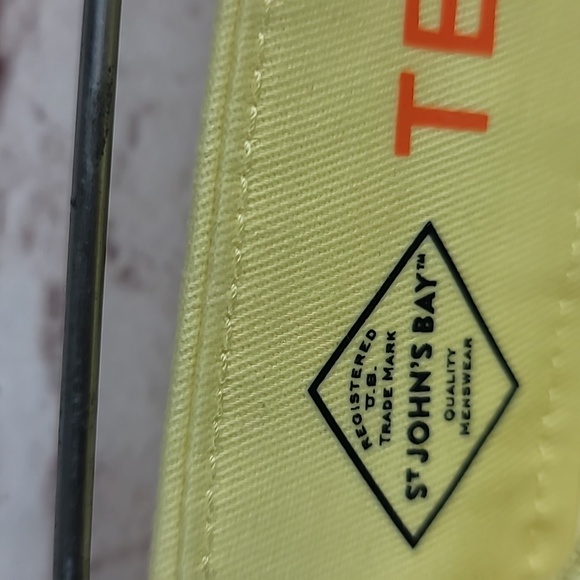 REGISTERED
U.S.
TRADE MARK
ST JOHN'S BAY™
QUALITY
MENSWEAR
TE